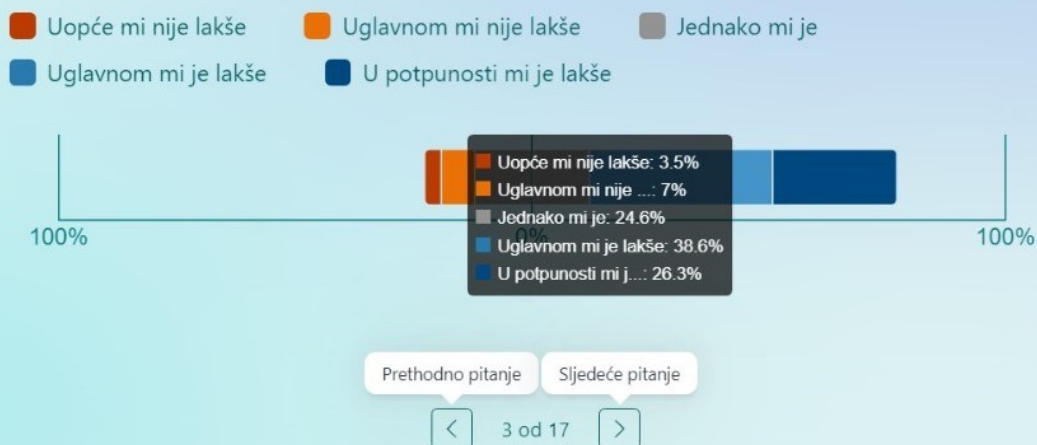 Uopće mi nije lakše Uglavnom mi nije lakše Jednako mi je
Uglavnom mi je lakše U potpunosti mi je lakše
Uopće mi nije lakše: 3.5%
Uglavnom mi nije ...: 7%
Jednako mi je: 24.6%
Uglavnom mi je lakše: 38.6%
U potpunosti mi j...: 26.3%
100% 0% 100%
Prethodno pitanje Sljedeće pitanje
< 3 od 17 >